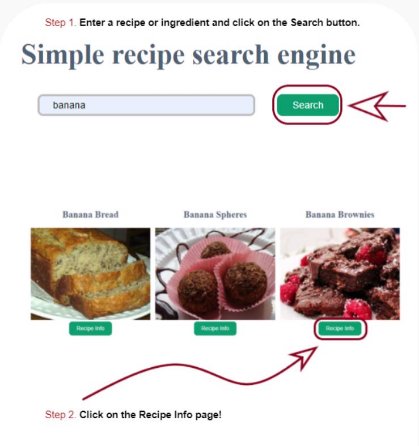 Step 1. Enter a recipe or ingredient and click on the Search button.
Simple recipe search engine
banana
Search
Banana Bread
Banana Spheres
Banana Brownies
Recipe Info
Recipe Info
Recipe Info
Step 2. Click on the Recipe Info page!